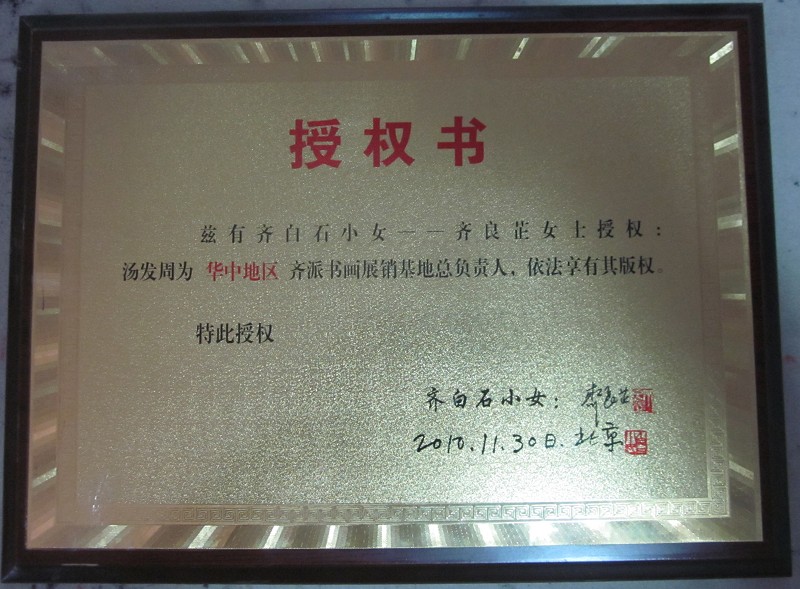 授权书
兹有齐白石小女——齐良芷女士授权：
汤发周为 华中地区 齐派书画展销基地总负责人，依法享有其版权。
特此授权
齐白石小女：齐良芷
2010.11.30日.北京